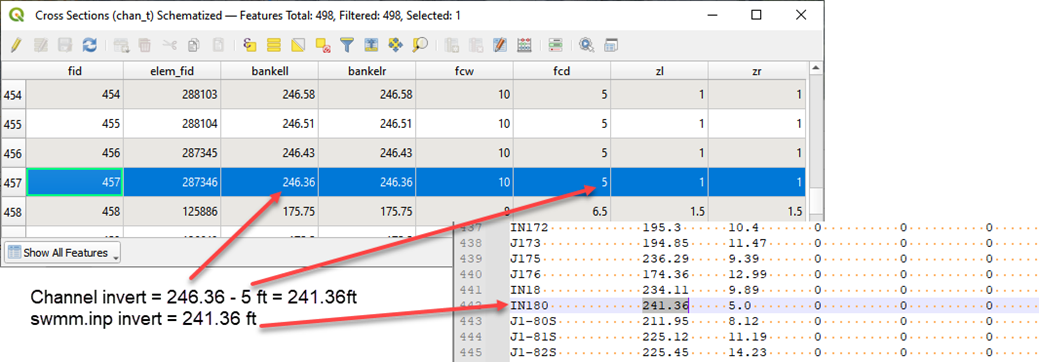 Cross Sections (chan_t) Schematized — Features Total: 498, Filtered: 498, Selected: 1
fid elem_fid bankell bankelr fcw fcd zl zr
454 454 288103 246.58 246.58 10 5 1 1
455 455 288104 246.51 246.51 10 5 1 1
456 456 287345 246.43 246.43 10 5 1 1
457 457 287346 246.36 246.36 10 5 1 1
458 458 125886 175.75 175.75 6.5 1.5 1.5
Show All Features
Channel invert = 246.36 - 5 ft = 241.36ft
swmm.inp invert = 241.36 ft
437 IN172 195.3 10.4 0 0 0
438 J173 194.85 11.47 0 0 0
439 J175 236.29 9.39 0 0 0
440 J176 174.36 12.99 0 0 0
441 IN18 234.11 9.89 0 0 0
442 IN180 241.36 5.0 0 0 0
443 J1-80S 211.95 8.12 0 0 0
444 J1-81S 225.12 11.19 0 0 0
445 J1-82S 225.45 14.23 0 0 0